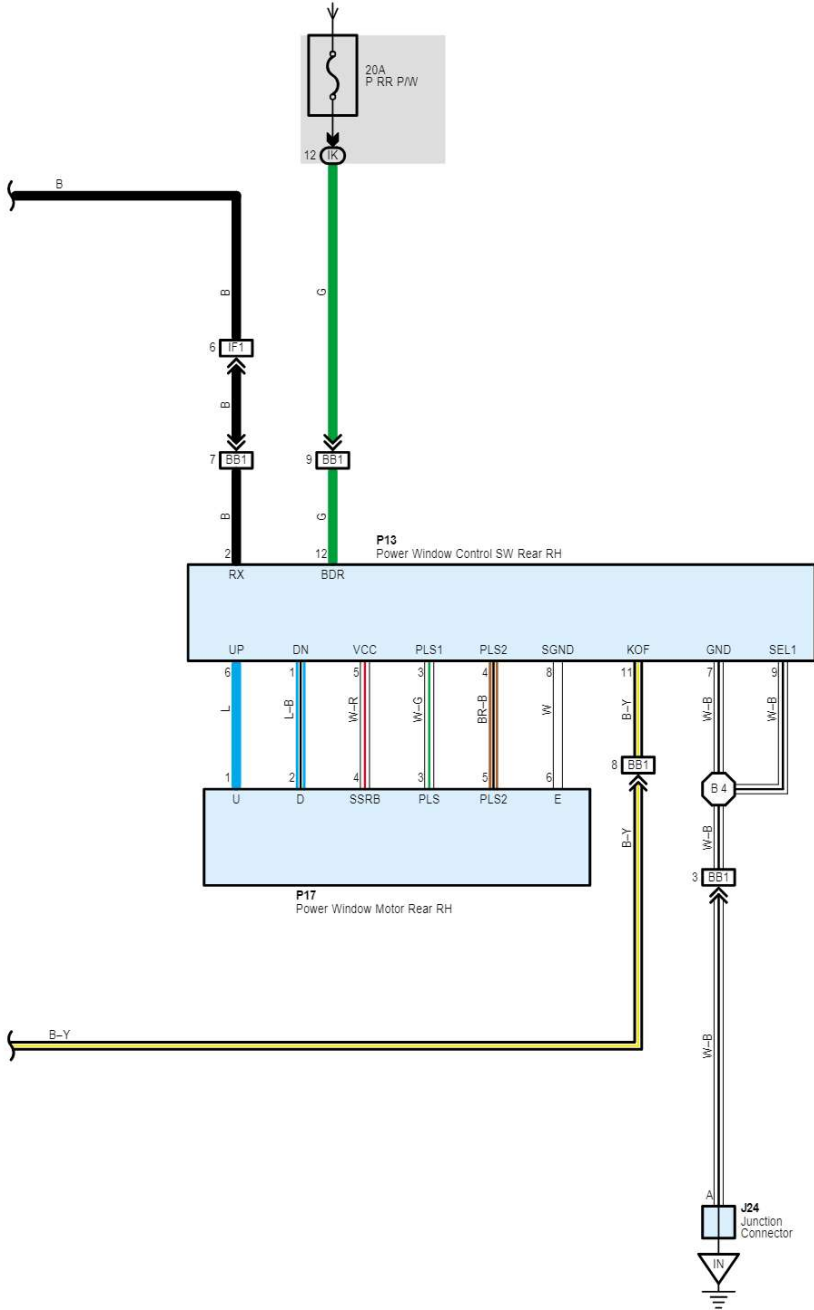 20A
P RR P/W
12 IK
B
B
G
6 IF1
B
7 BB1
9 BB1
B
G
P13
Power Window Control SW Rear RH
2
12
RX
BDR
UP DN VCC PLS1 PLS2 SGND KOF GND SEL1
6 1 5 3 4 8 11 7 9
L L–B W–R W–G BR–B W B–Y W–B W–B
8 BB1
1 2 4 3 5 6
B 4
U D SSRB PLS PLS2 E
B–Y
W–B
3 BB1
P17
Power Window Motor Rear RH
B–Y
W–B
A
J24
Junction
Connector
IN